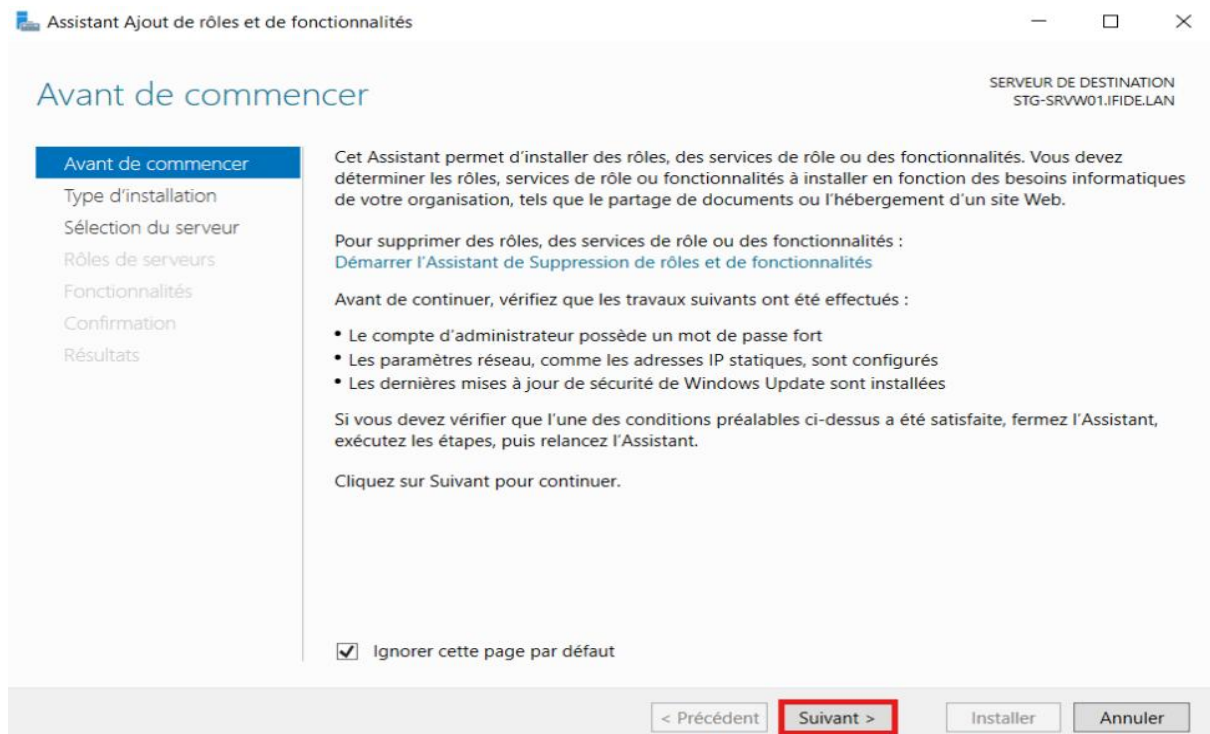 Assistant Ajout de rôles et de fonctionnalités
Avant de commencer
SERVEUR DE DESTINATION
STG-SRVW01.IFIDE.LAN
Avant de commencer
Type d'installation
Sélection du serveur
Rôles de serveurs
Fonctionnalités
Confirmation
Résultats
Cet Assistant permet d'installer des rôles, des services de rôle ou des fonctionnalités. Vous devez
déterminer les rôles, services de rôle ou fonctionnalités à installer en fonction des besoins informatiques
de votre organisation, tels que le partage de documents ou l'hébergement d'un site Web.
Pour supprimer des rôles, des services de rôle ou des fonctionnalités :
Démarrer l'Assistant de Suppression de rôles et de fonctionnalités
Avant de continuer, vérifiez que les travaux suivants ont été effectués :
• Le compte d'administrateur possède un mot de passe fort
• Les paramètres réseau, comme les adresses IP statiques, sont configurés
• Les dernières mises à jour de sécurité de Windows Update sont installées
Si vous devez vérifier que l'une des conditions préalables ci-dessus a été satisfaite, fermez l'Assistant,
exécutez les étapes, puis relancez l'Assistant.
Cliquez sur Suivant pour continuer.
Ignorer cette page par défaut
< Précédent
Suivant >
Installer
Annuler